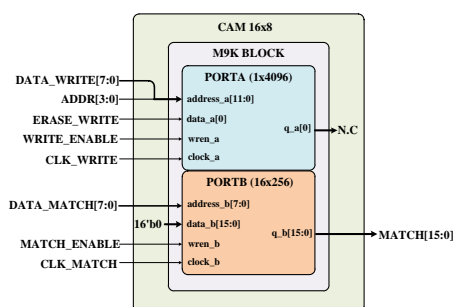 CAM 16x8
M9K BLOCK
PORTA (1x4096)
DATA_WRITE[7:0]
ADDR[3:0]
address_a[11:0]
ERASE_WRITE
data_a[0]
q_a[0]
N.C
WRITE_ENABLE
wren_a
CLK_WRITE
clock_a
PORTB (16x256)
DATA_MATCH[7:0]
address_b[7:0]
16'b0
data_b[15:0]
q_b[15:0]
MATCH[15:0]
MATCH_ENABLE
wren_b
CLK_MATCH
clock_b